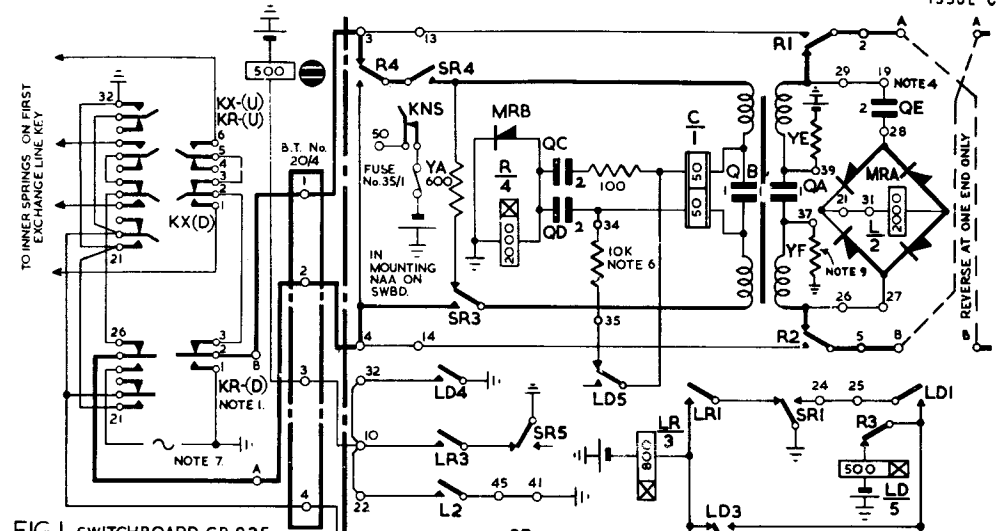 ISSUE C
A
A
3
13
R1
2
R4
SR4
29
19
NOTE 4
500
KX-(U)
KR-(U)
32
6
5
4
3
2
1
KX(D)
21
B.T. No.
20/4
1
KNS
50
FUSE
No.35/1
YA
600
MRB
R
4
2000
QC
2
QD
2
100
34
10K
NOTE 6
35
C
1
50
50
Q B
1
QA
1
YE
39
37
YF
NOTE 9
2
QE
28
MRA
21
31
L
2
2000
26
27
TO INNER SPRINGS ON FIRST
EXCHANGE LINE KEY
REVERSE AT ONE END ONLY
2
IN
MOUNTING
NAA ON
SWBD.
SR3
4
14
R2
5
B
B
26
3
2
1
B
KR-(D)
NOTE 1.
21
NOTE 7.
A
3
4
32
LD4
10
LR3
SR5
22
L2
45
41
LD5
LR
3
800
LR1
SR1
24
25
LD1
R3
500
LD
5
LD3
FIG.1. SWITCHBOARD CB 935